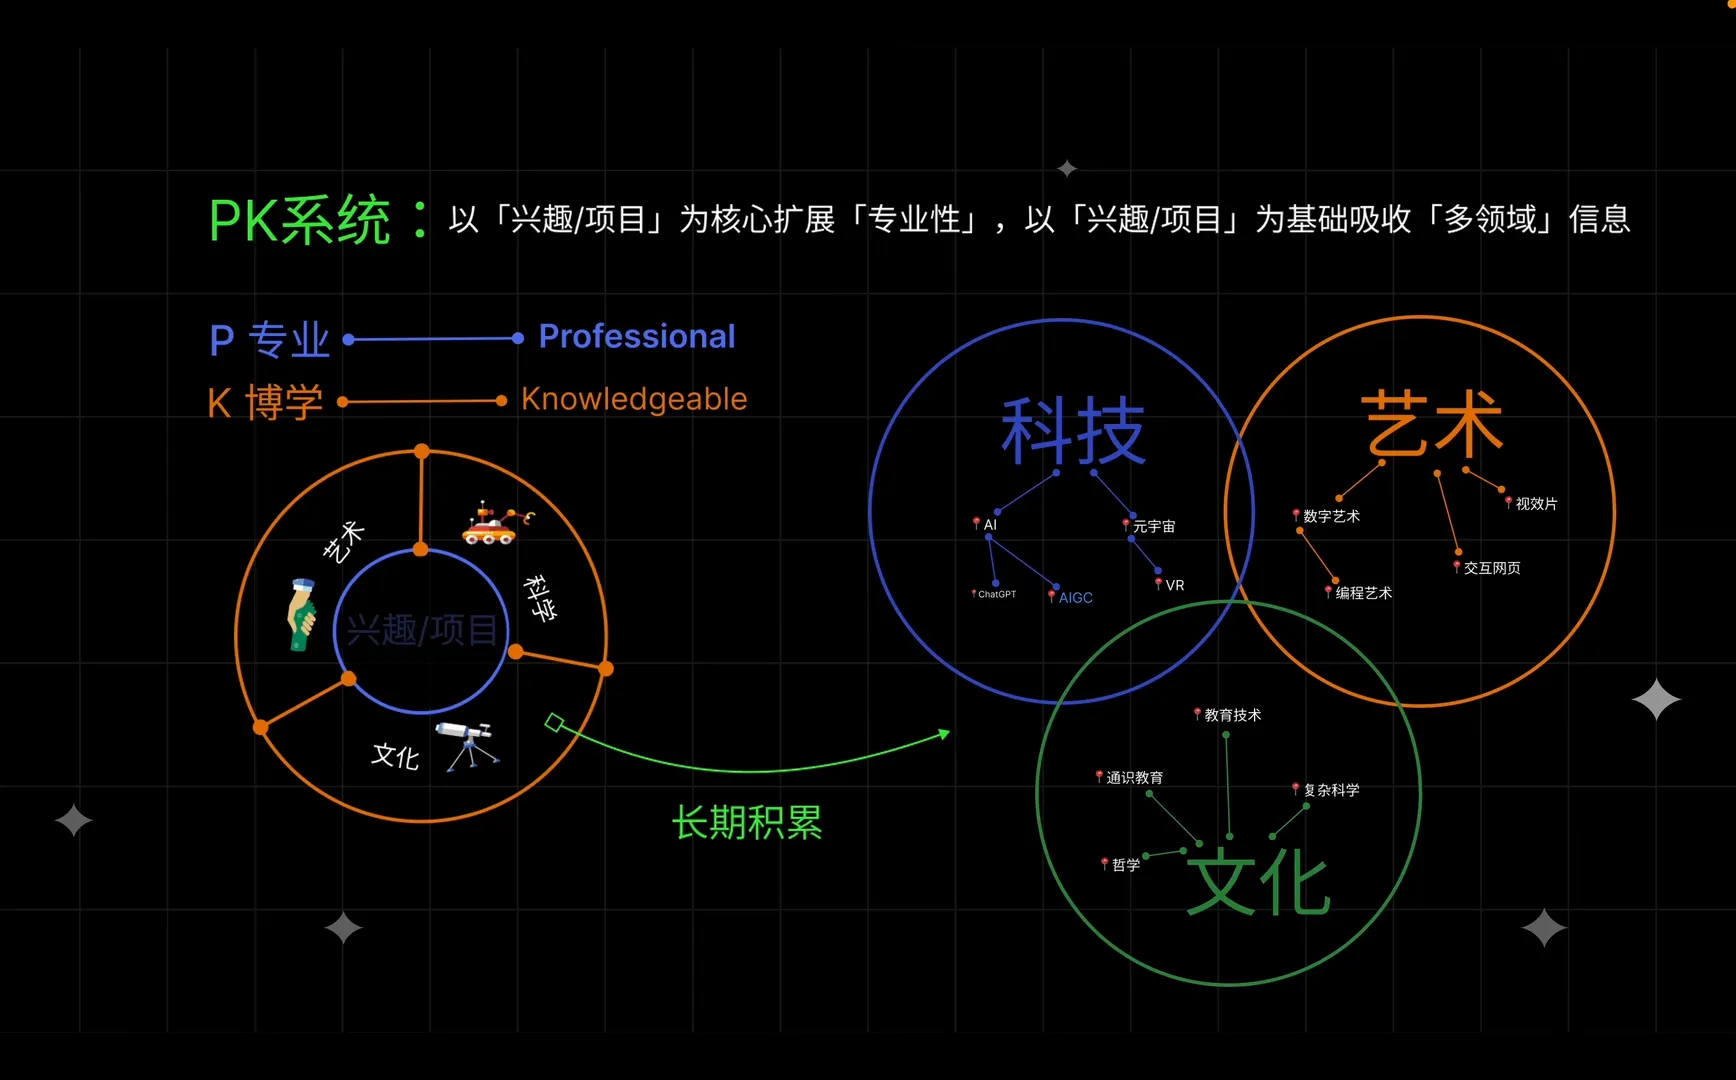 PK系统：以「兴趣/项目」为核心扩展「专业性」，以「兴趣/项目」为基础吸收「多领域」信息
P 专业 Professional
K 博学 Knowledgeable
艺术
科学
兴趣/项目
文化
长期积累
科技
AI
元宇宙
ChatGPT
AIGC
VR
艺术
数字艺术
视效片
编程艺术
交互网页
教育技术
通识教育
复杂科学
哲学
文化